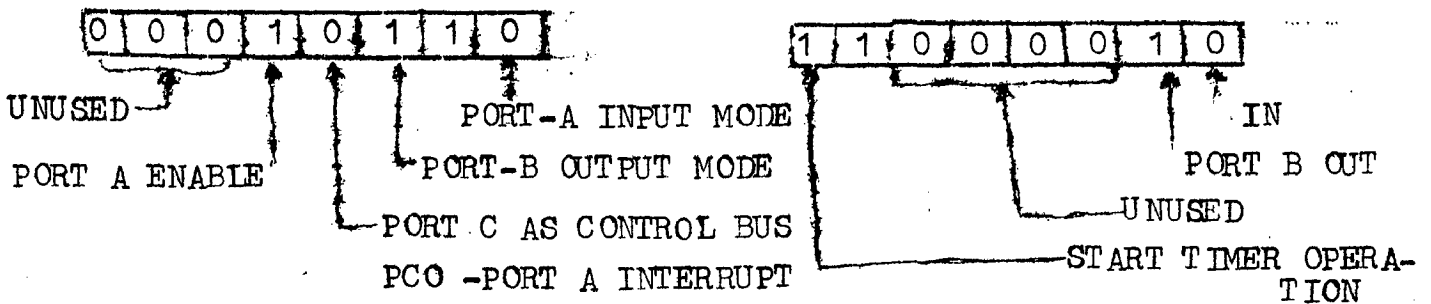 0 0 0 1 0 1 1 0
1 1 0 0 0 0 1 0
UNUSED
PORT-A INPUT MODE
IN
PORT A ENABLE
PORT-B OUTPUT MODE
PORT B OUT
PORT C AS CONTROL BUS
UNUSED
PCO -PORT A INTERRUPT
START TIMER OPERA-
TION